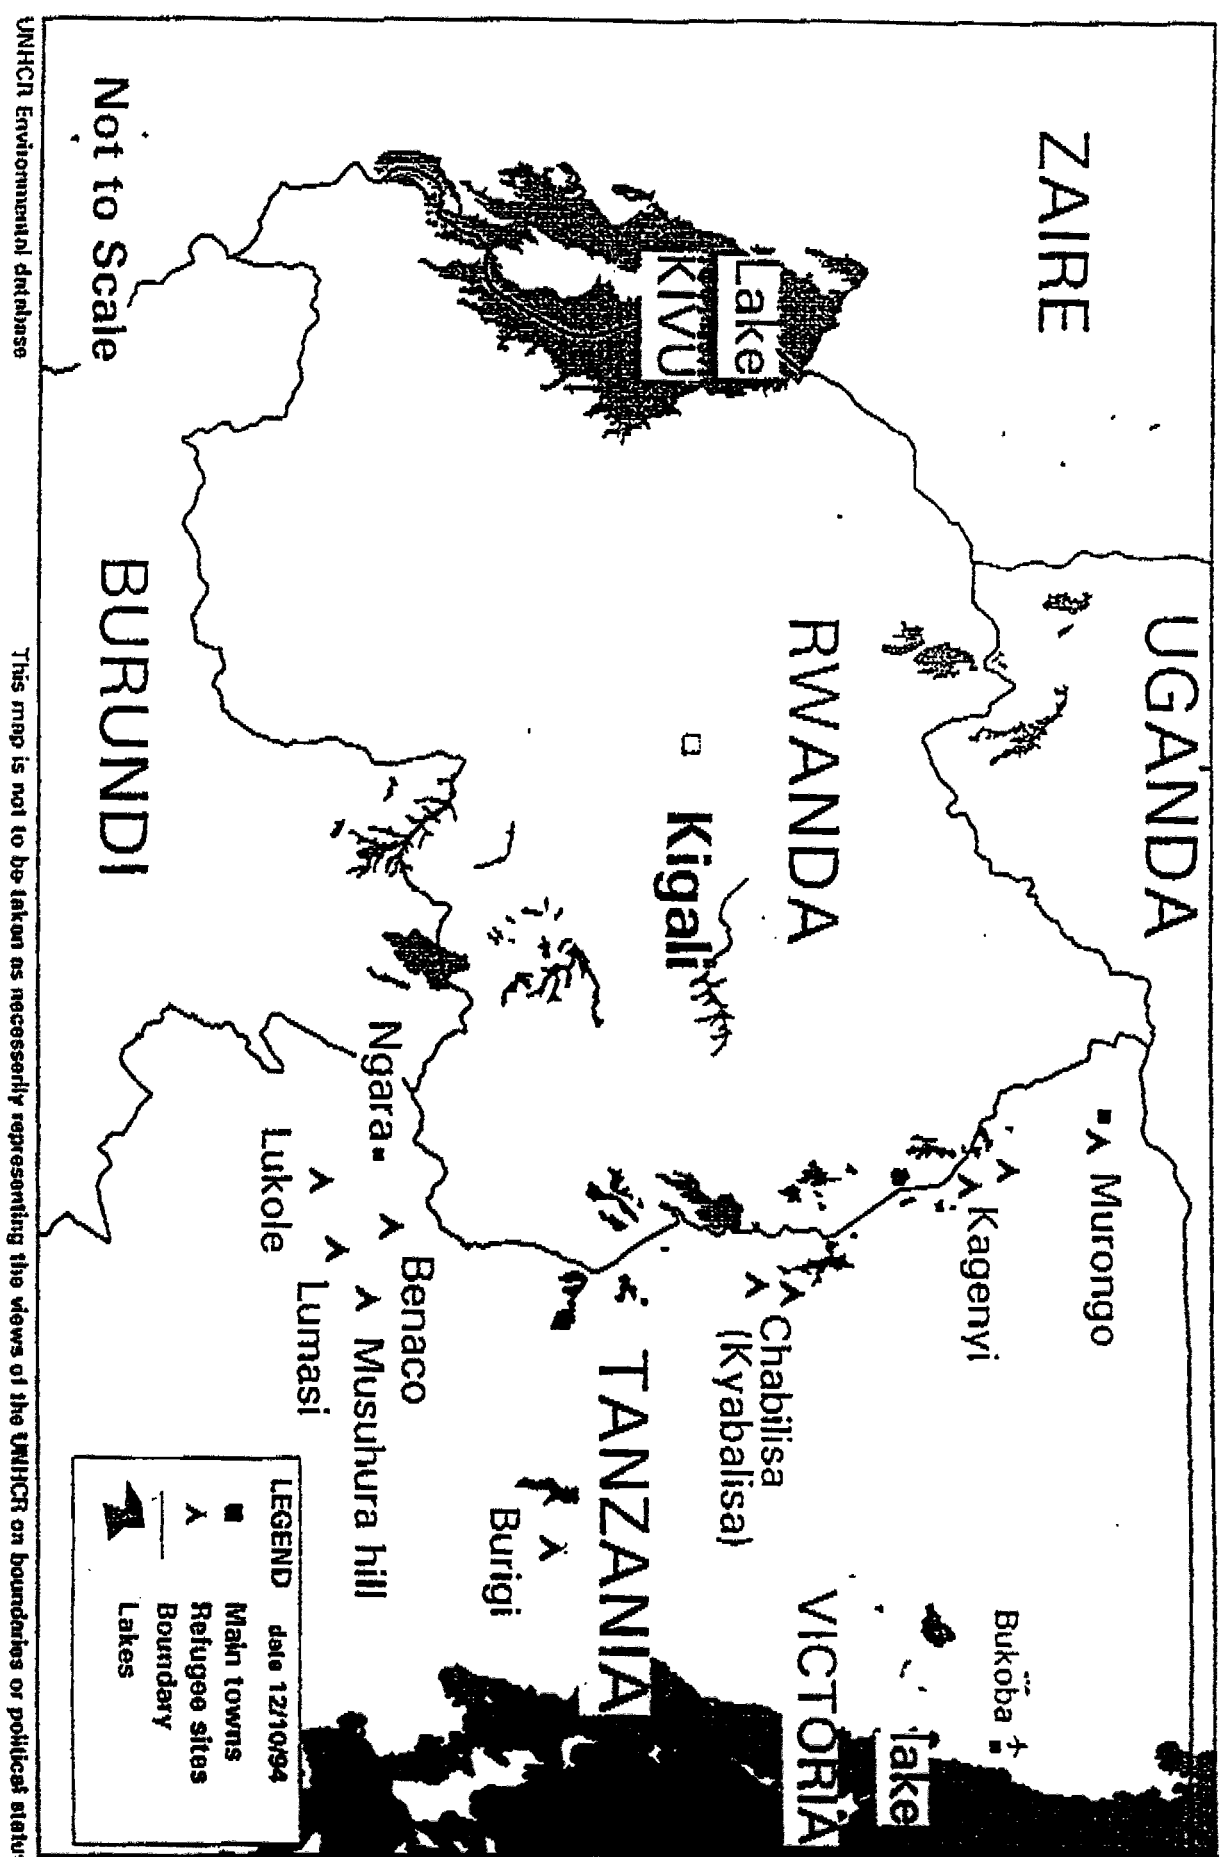 ZAIRE
UGANDA
Lake
KIVU
RWANDA
Kigali
Murongo
Kagenyi
Bukoba
lake
VICTORIA
Chabilisa
(Kyabalisa)
TANZANIA
Burigi
Ngara
Benaco
Musuhura hill
Lumasi
Lukole
BURUNDI
Not to Scale
LEGEND date 12/10/94
Main towns
Refugee sites
Boundary
Lakes
UNHCR Environmental database
This map is not to be taken as necesserily representing the views of the UNHCR on boundaries or political status